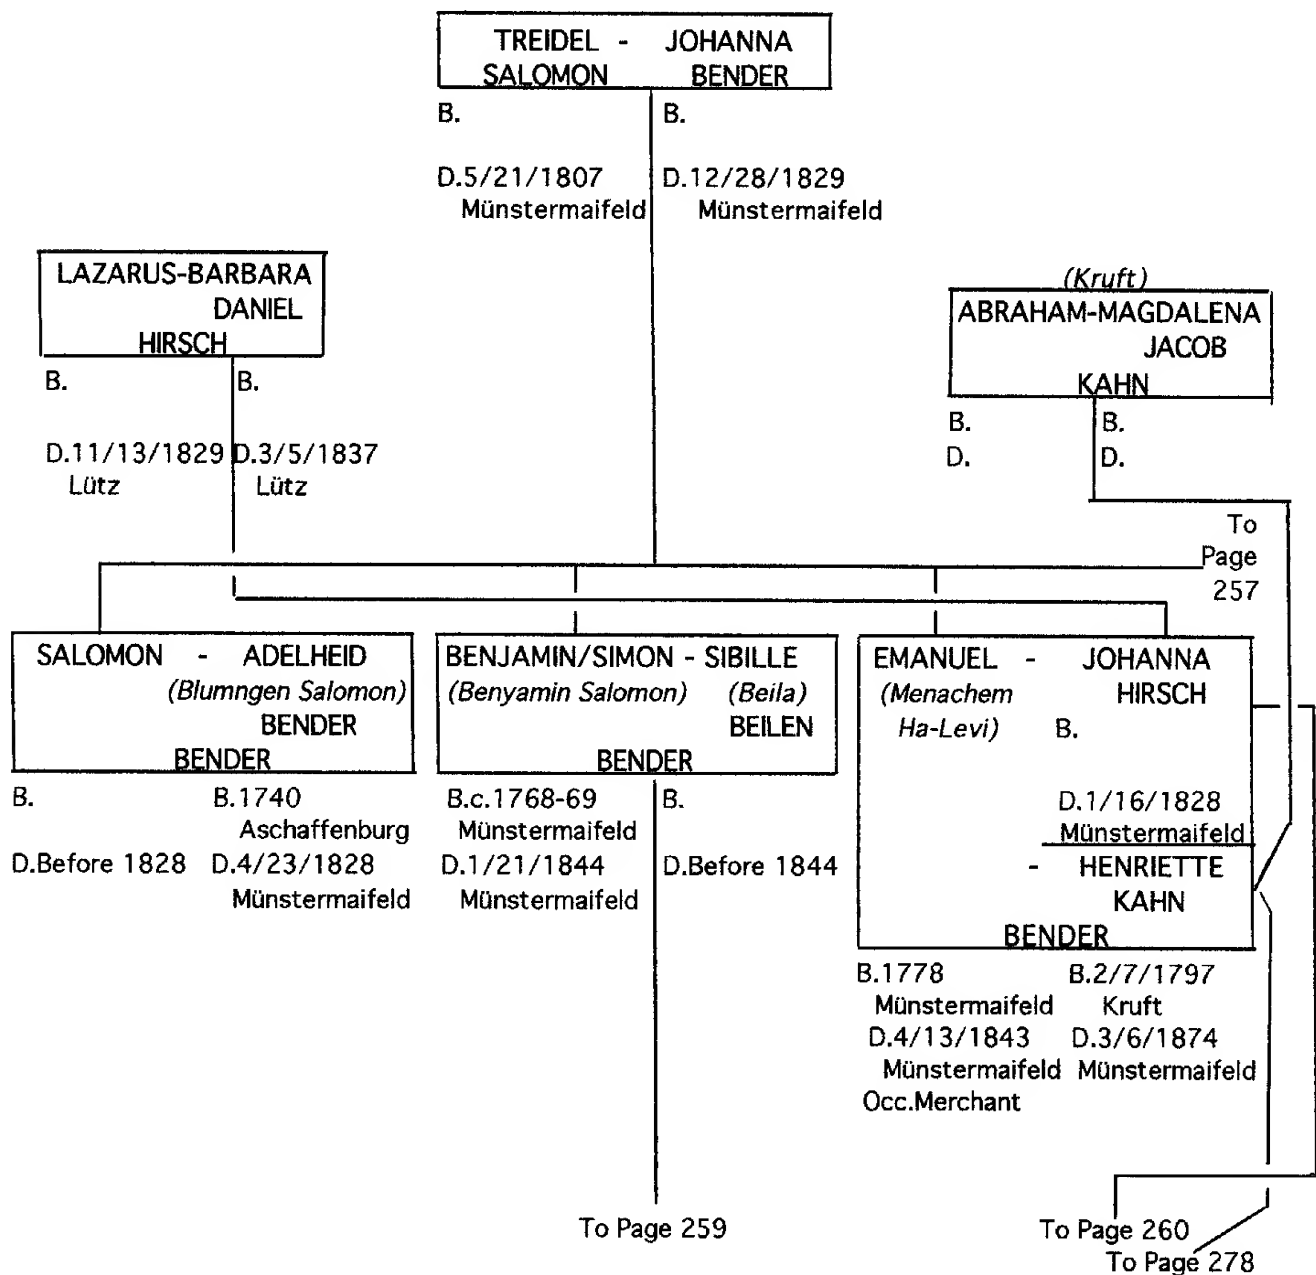 TREIDEL - JOHANNA
SALOMON BENDER
B. B.
D.5/21/1807 D.12/28/1829
Münstermaifeld Münstermaifeld
LAZARUS-BARBARA
DANIEL
HIRSCH
B. B.
D.11/13/1829 D.3/5/1837
Lütz Lütz
(Kruft)
ABRAHAM-MAGDALENA
JACOB
KAHN
B. B.
D. D.
To
Page
257
SALOMON - ADELHEID
(Blumngen Salomon)
BENDER
BENDER
B. B.1740
Aschaffenburg
D.Before 1828 D.4/23/1828
Münstermaifeld
BENJAMIN/SIMON - SIBILLE
(Benyamin Salomon) (Beila)
BEILEN
BENDER
B.c.1768-69 B.
Münstermaifeld
D.1/21/1844 D.Before 1844
Münstermaifeld
EMANUEL - JOHANNA
(Menachem HIRSCH
Ha-Levi) B.
D.1/16/1828
Münstermaifeld
- HENRIETTE
KAHN
BENDER
B.1778 B.2/7/1797
Münstermaifeld Kruft
D.4/13/1843 D.3/6/1874
Münstermaifeld Münstermaifeld
Occ.Merchant
To Page 259
To Page 260
To Page 278